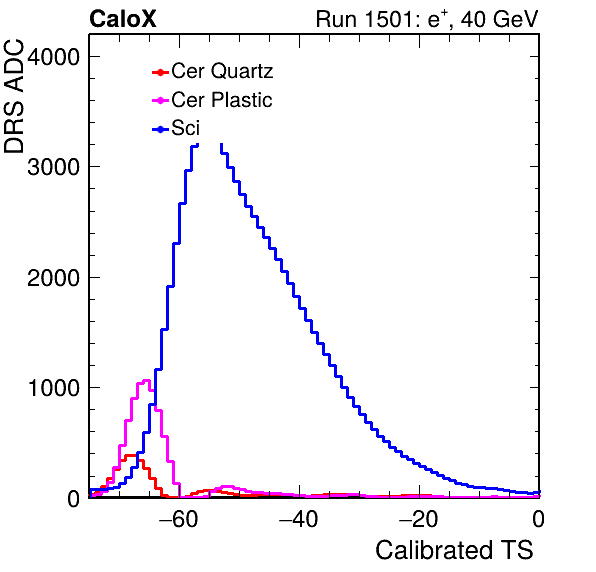 CaloX Run 1501: e⁺, 40 GeV
DRS ADC
4000
3000
2000
1000
0
Cer Quartz
Cer Plastic
Sci
−60 −40 −20 0
Calibrated TS